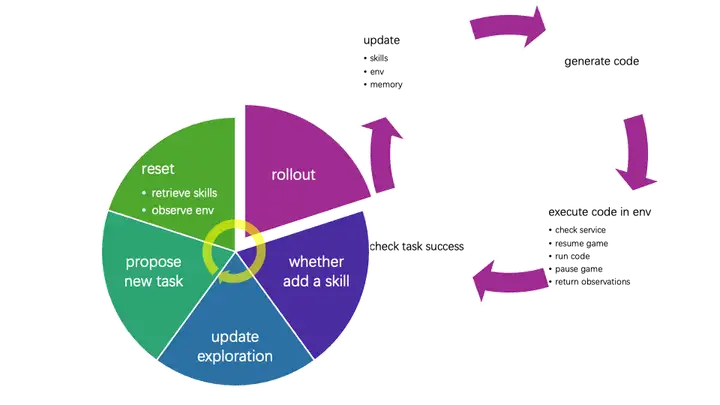 update
• skills
• env
• memory
generate code
execute code in env
• check service
• resume game
• run code
• pause game
• return observations
check task success
rollout
whether
add a skill
update
exploration
propose
new task
reset
• retrieve skills
• observe env